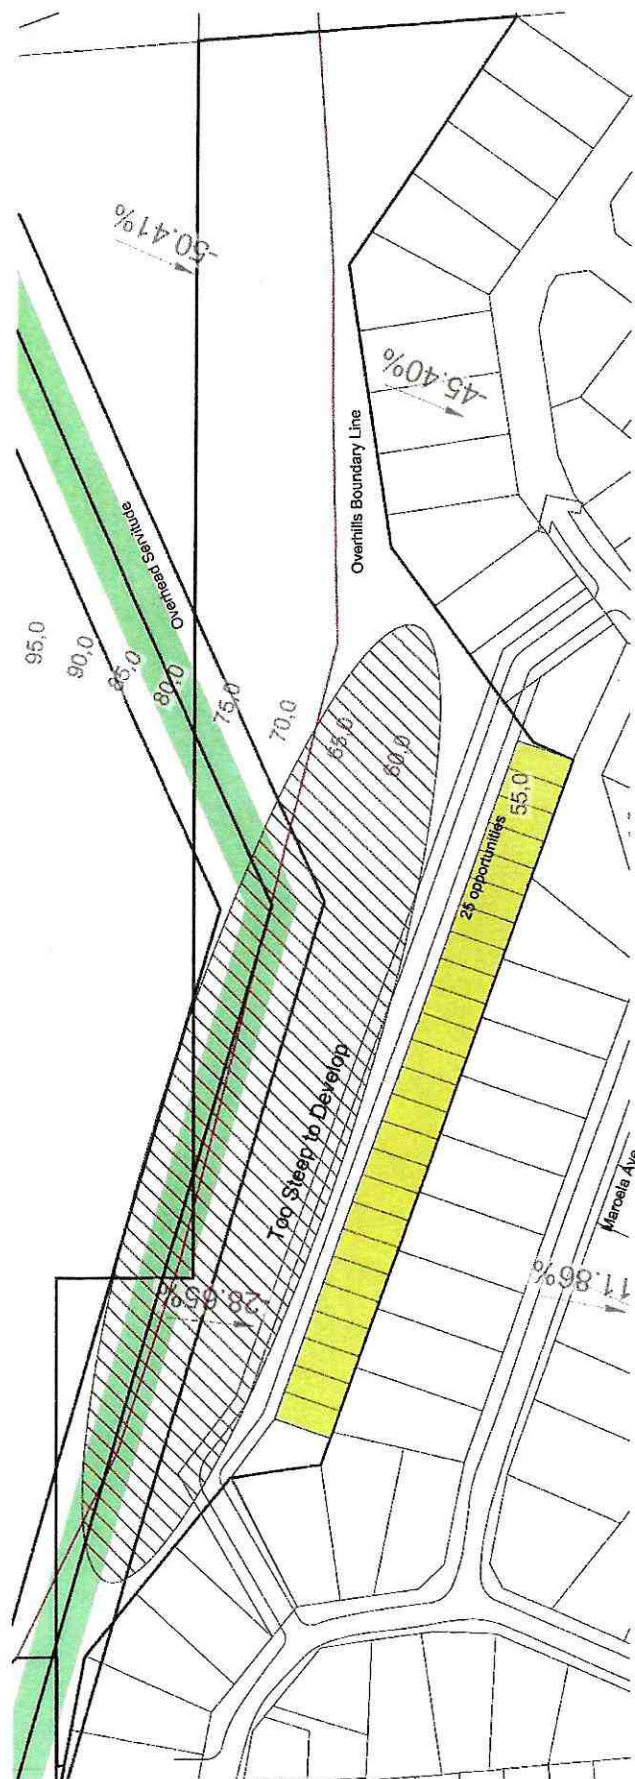 -50.41%
-45.40%
Overhills Boundary Line
Overhead Servitude
95,0
90,0
85,0
80,0
75,0
70,0
65,0
60,0
55,0
25 opportunities
Too Steep to Develop
Marcela Ave
-28.65%
11.86%